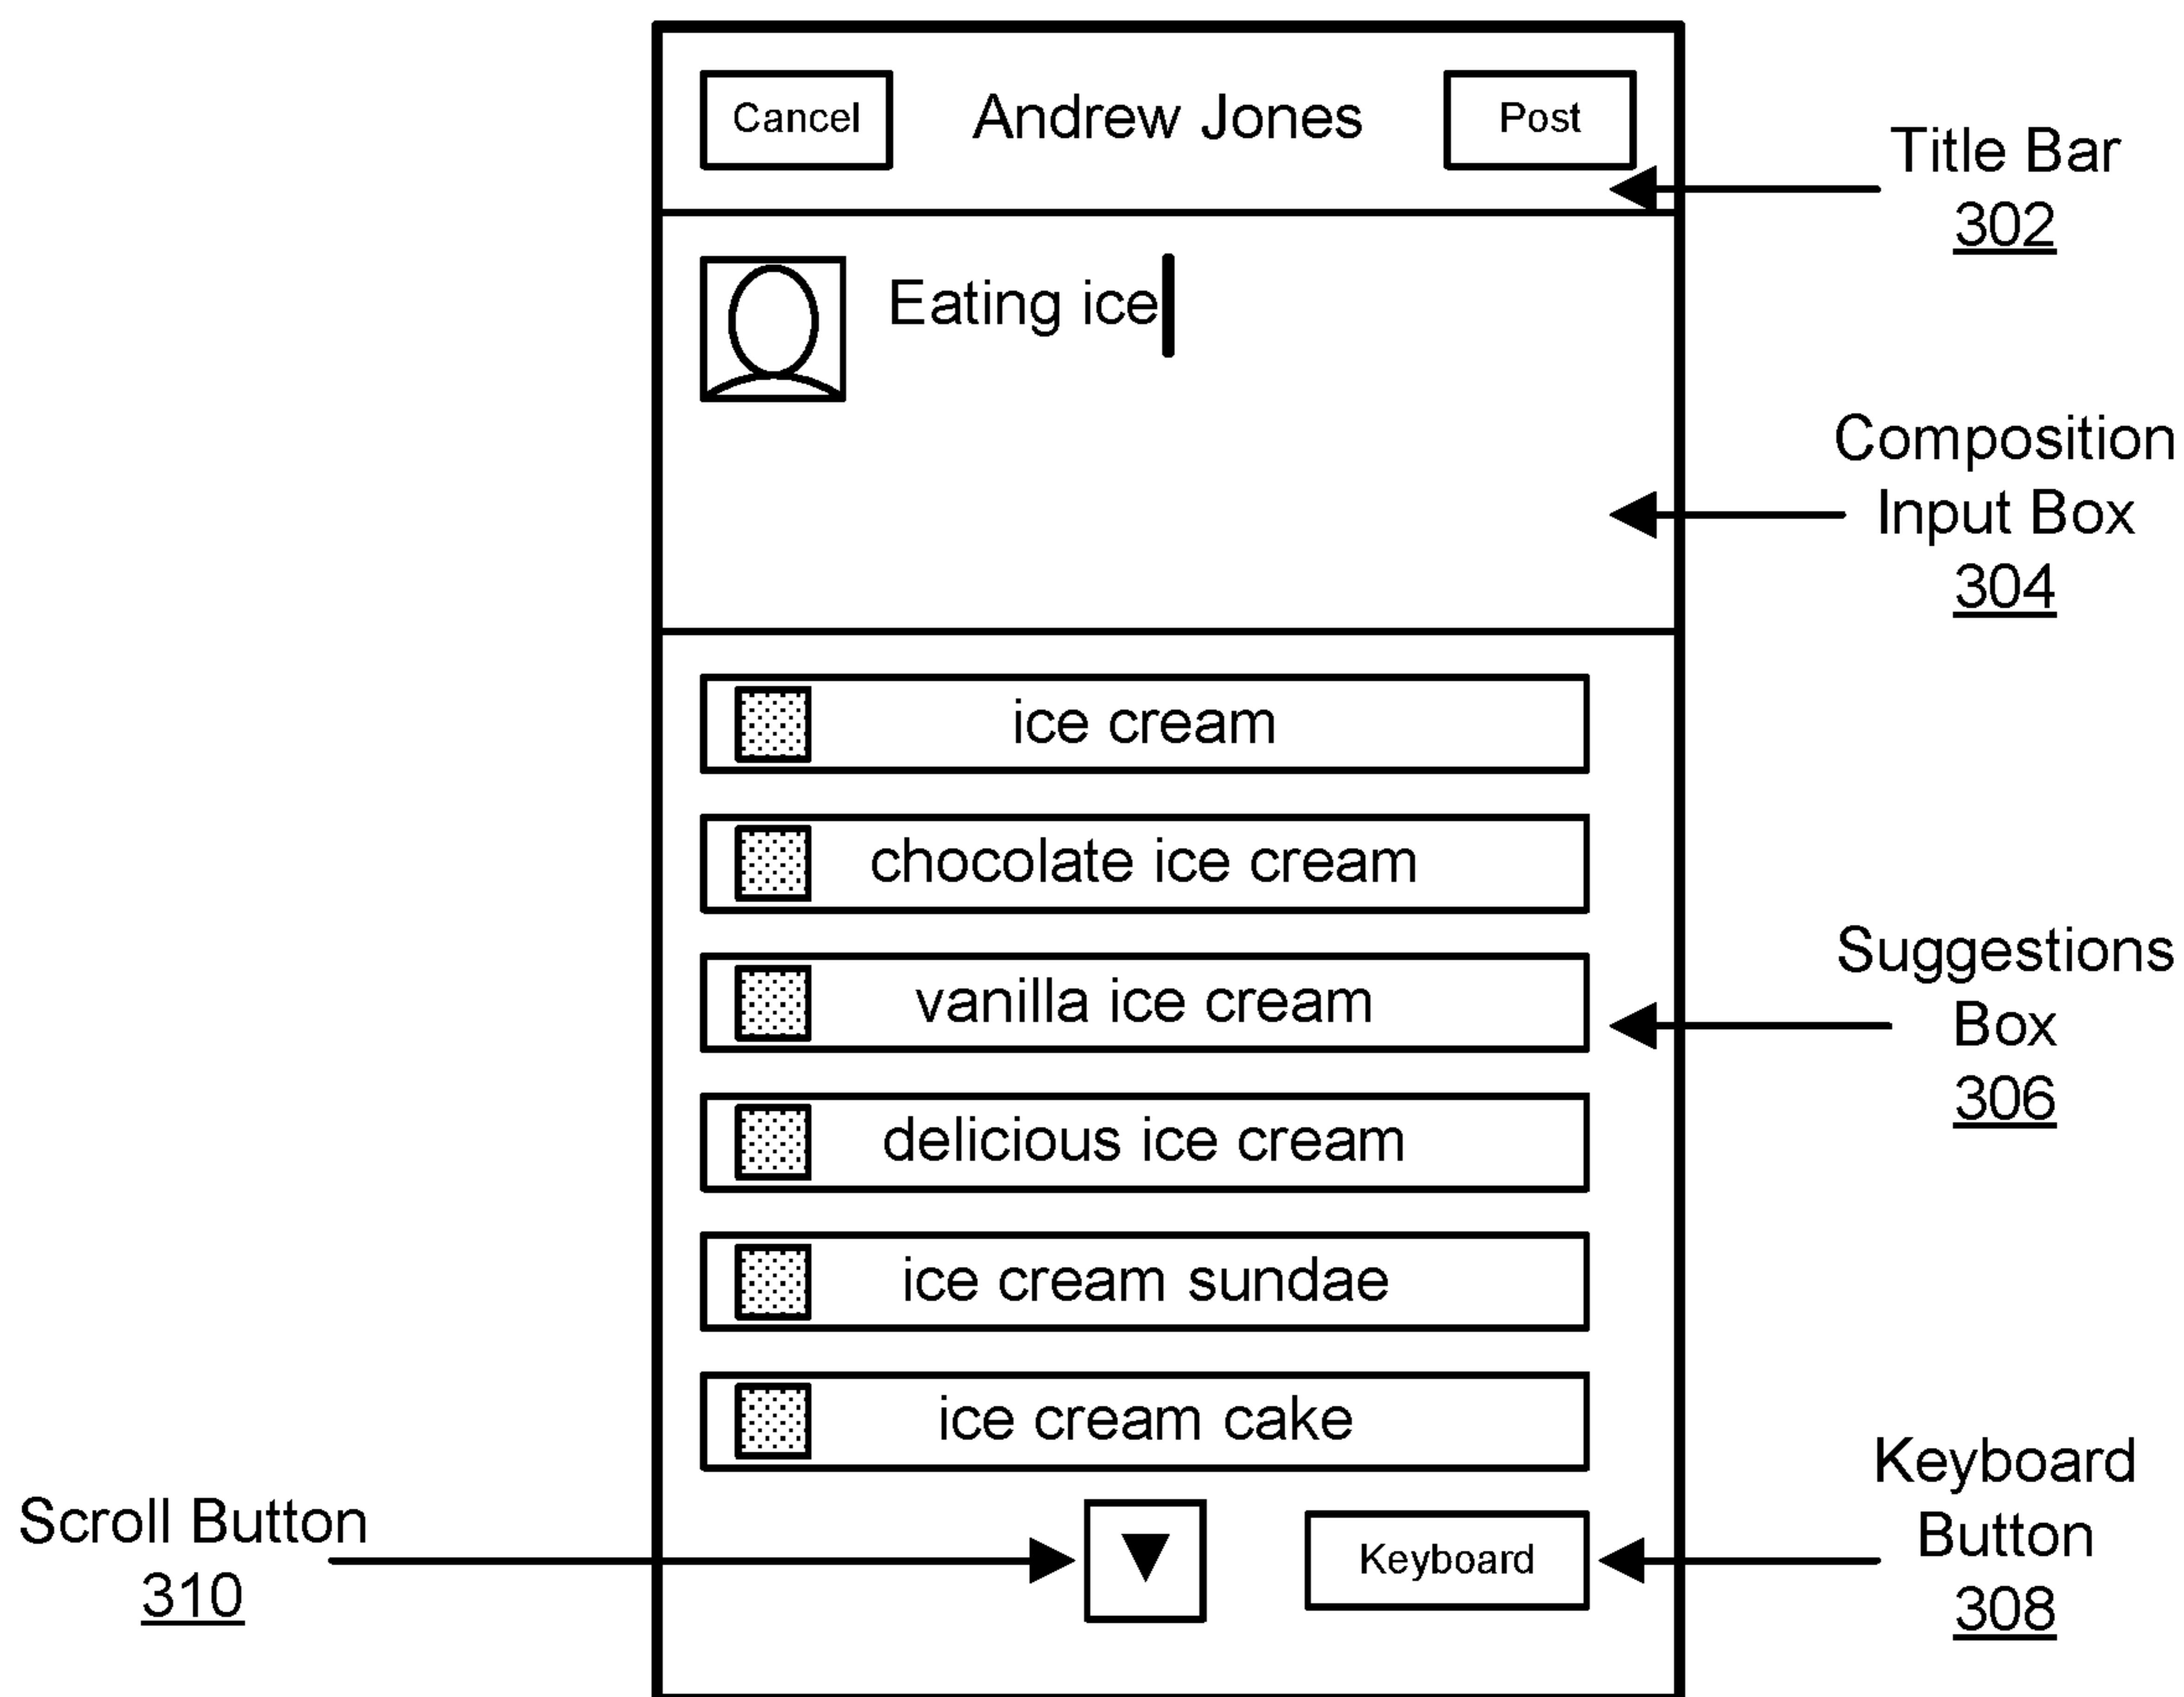 Cancel
Andrew Jones
Post
Title Bar
302
Eating ice
Composition
Input Box
304
ice cream
chocolate ice cream
vanilla ice cream
delicious ice cream
ice cream sundae
ice cream cake
Suggestions
Box
306
Scroll Button
310
Keyboard
Keyboard
Button
308